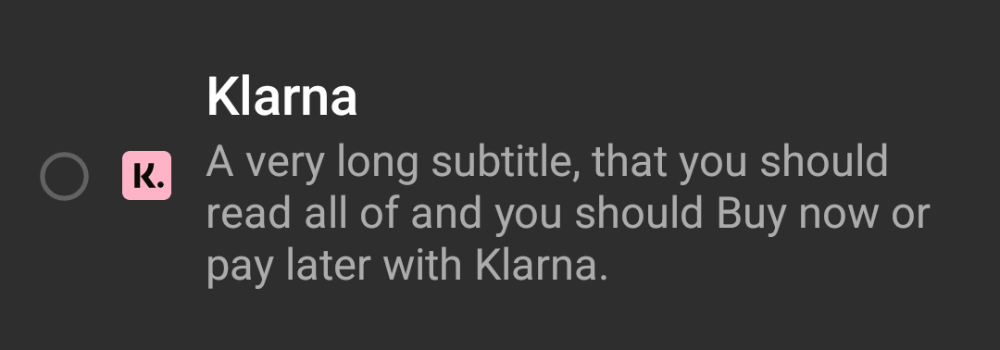 Klarna
K.
A very long subtitle, that you should
read all of and you should Buy now or
pay later with Klarna.